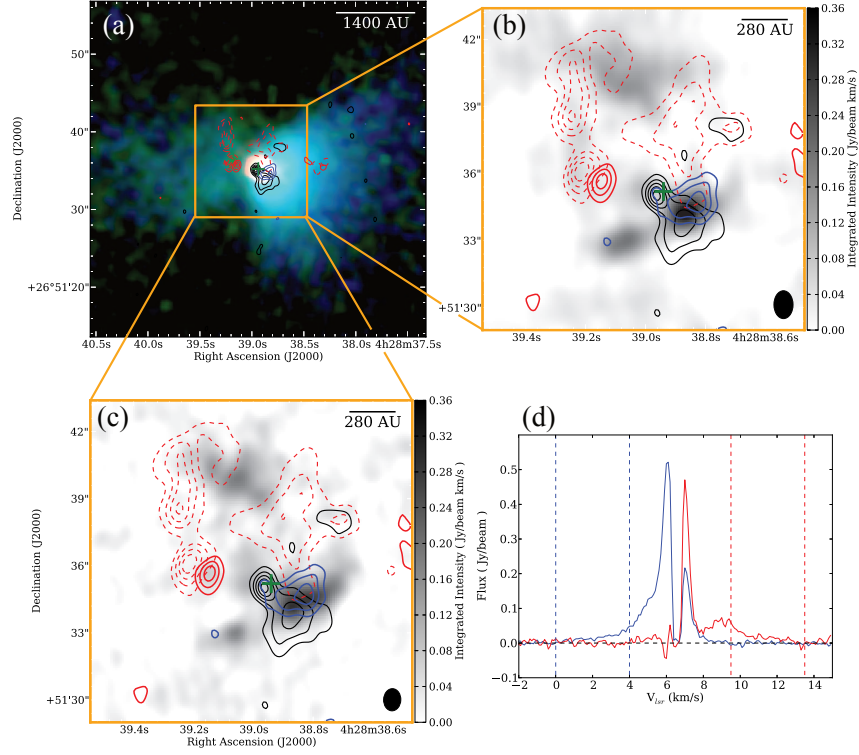 (a)
1400 AU
50"
40"
30"
+26°51'20"
Declination (J2000)
40.5s 40.0s 39.5s 39.0s 38.5s 38.0s 4h28m37.5s
Right Ascension (J2000)
(b)
280 AU
42"
39"
36"
33"
+51'30"
39.4s 39.2s 39.0s 38.8s 4h28m38.6s
0.36
0.32
0.28
0.24
0.20
0.16
0.12
0.08
0.04
0.00
Integrated Intensity ( Jy/beam km/s )
(c)
280 AU
42"
39"
36"
33"
+51'30"
Declination (J2000)
39.4s 39.2s 39.0s 38.8s 4h28m38.6s
Right Ascension (J2000)
0.36
0.32
0.28
0.24
0.20
0.16
0.12
0.08
0.04
0.00
Integrated Intensity ( Jy/beam km/s )
(d)
0.5
0.4
0.3
0.2
0.1
0.0
−0.1
Flux ( Jy/beam )
−2 0 2 4 6 8 10 12 14
V_lsr (km/s)